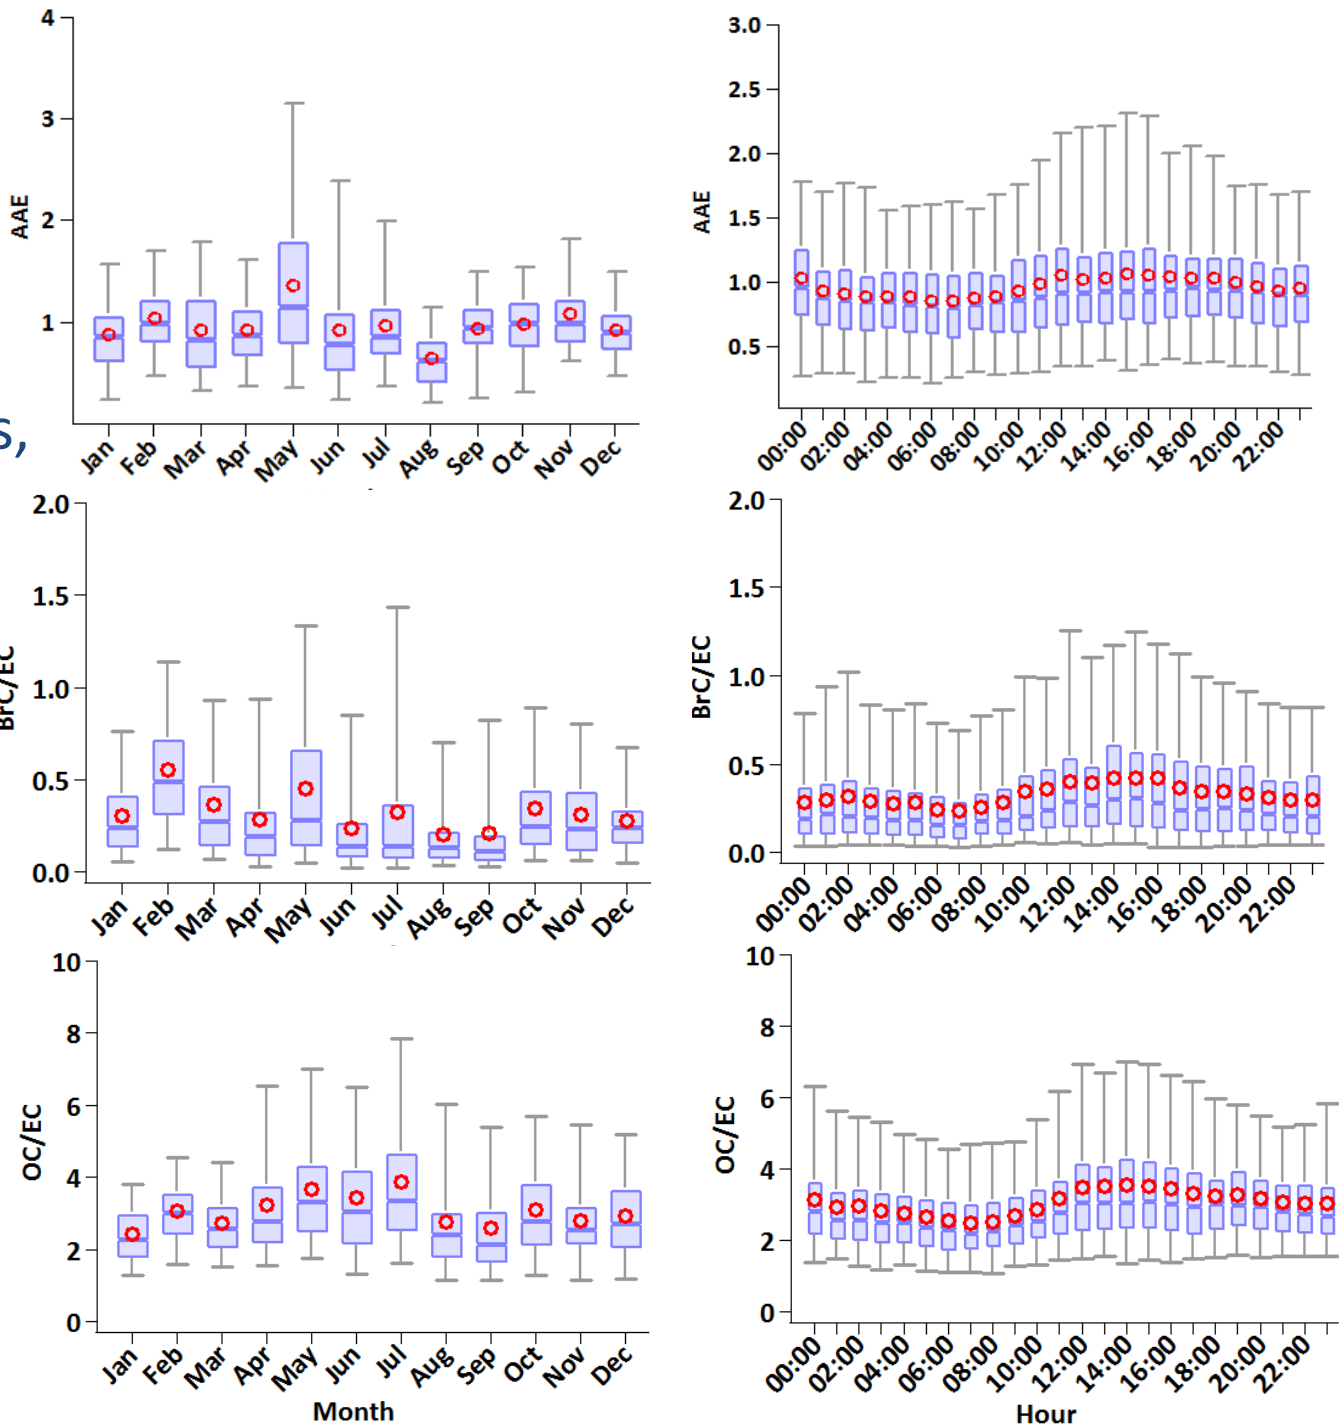 4
3
2
1
AAE
Jan Feb Mar Apr May Jun Jul Aug Sep Oct Nov Dec
3.0
2.5
2.0
1.5
1.0
0.5
AAE
00:00 02:00 04:00 06:00 08:00 10:00 12:00 14:00 16:00 18:00 20:00 22:00
s,
2.0
1.5
1.0
0.5
0.0
BrC/EC
Jan Feb Mar Apr May Jun Jul Aug Sep Oct Nov Dec
2.0
1.5
1.0
0.5
0.0
BrC/EC
00:00 02:00 04:00 06:00 08:00 10:00 12:00 14:00 16:00 18:00 20:00 22:00
10
8
6
4
2
0
OC/EC
Jan Feb Mar Apr May Jun Jul Aug Sep Oct Nov Dec
Month
10
8
6
4
2
0
OC/EC
00:00 02:00 04:00 06:00 08:00 10:00 12:00 14:00 16:00 18:00 20:00 22:00
Hour